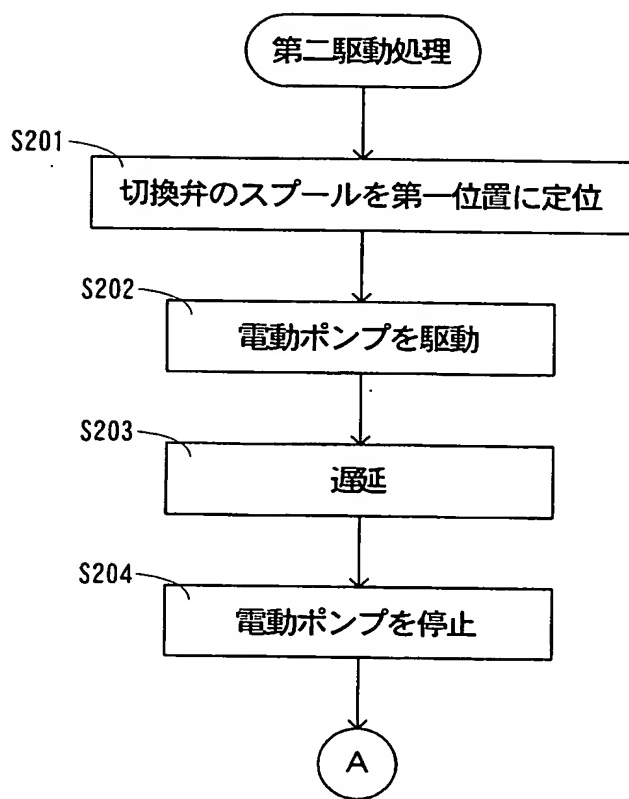 第二駆動処理
S201
切換弁のスプールを第一位置に定位
S202
電動ポンプを駆動
S203
遅延
S204
電動ポンプを停止
A